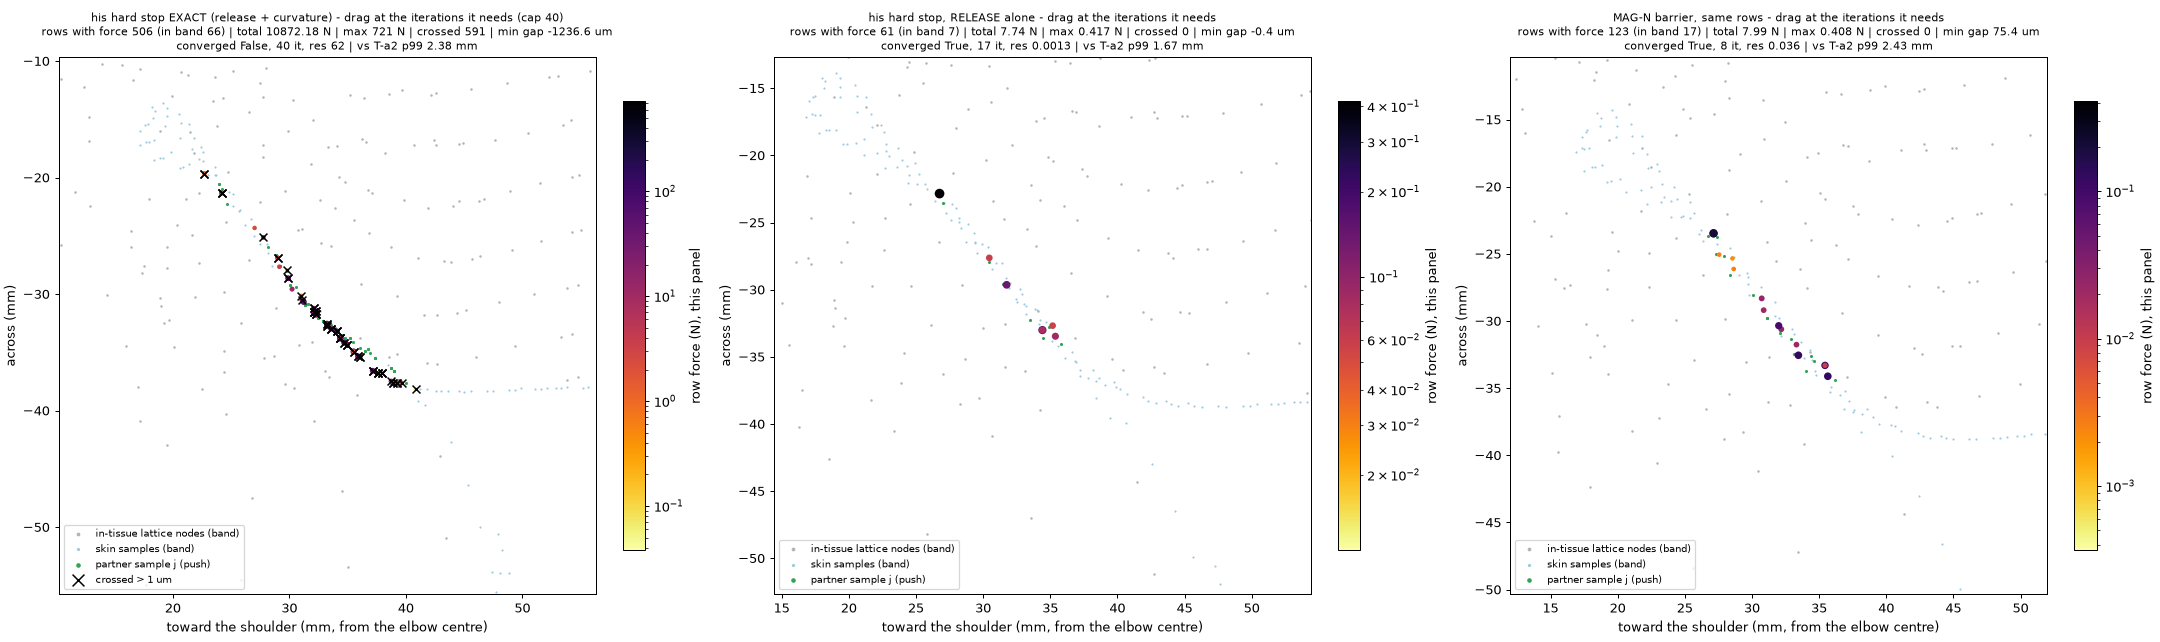 his hard stop EXACT (release + curvature) - drag at the iterations it needs (cap 40)
rows with force 506 (in band 66) | total 10872.18 N | max 721 N | crossed 591 | min gap -1236.6 um
converged False, 40 it, res 62 | vs T-a2 p99 2.38 mm
−10
−20
−30
−40
−50
across (mm)
20
30
40
50
toward the shoulder (mm, from the elbow centre)
in-tissue lattice nodes (band)
skin samples (band)
partner sample j (push)
crossed > 1 um
10²
10¹
10⁰
10⁻¹
row force (N), this panel
his hard stop, RELEASE alone - drag at the iterations it needs
rows with force 61 (in band 7) | total 7.74 N | max 0.417 N | crossed 0 | min gap -0.4 um
converged True, 17 it, res 0.0013 | vs T-a2 p99 1.67 mm
−15
−20
−25
−30
−35
−40
−45
−50
across (mm)
15
20
25
30
35
40
45
50
toward the shoulder (mm, from the elbow centre)
in-tissue lattice nodes (band)
skin samples (band)
partner sample j (push)
4 × 10⁻¹
3 × 10⁻¹
2 × 10⁻¹
10⁻¹
6 × 10⁻²
4 × 10⁻²
3 × 10⁻²
2 × 10⁻²
row force (N), this panel
MAG-N barrier, same rows - drag at the iterations it needs
rows with force 123 (in band 17) | total 7.99 N | max 0.408 N | crossed 0 | min gap 75.4 um
converged True, 8 it, res 0.036 | vs T-a2 p99 2.43 mm
−15
−20
−25
−30
−35
−40
−45
−50
across (mm)
15
20
25
30
35
40
45
50
toward the shoulder (mm, from the elbow centre)
in-tissue lattice nodes (band)
skin samples (band)
partner sample j (push)
10⁻¹
10⁻²
10⁻³
row force (N), this panel